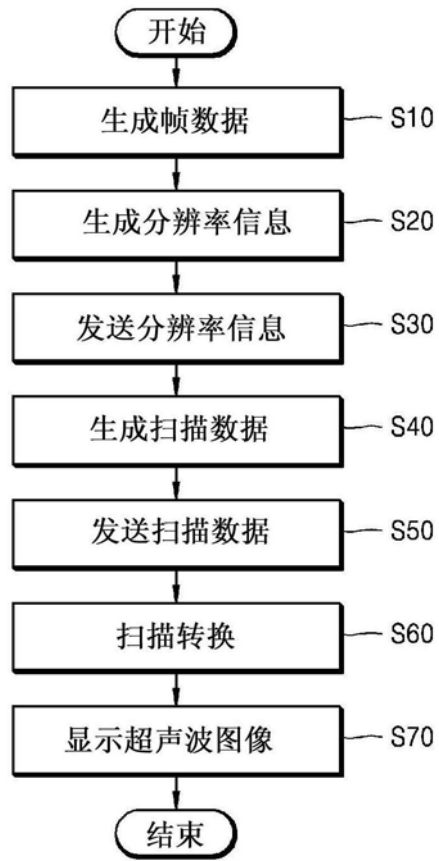 开始
生成帧数据 S10
生成分辨率信息 S20
发送分辨率信息 S30
生成扫描数据 S40
发送扫描数据 S50
扫描转换 S60
显示超声波图像 S70
结束